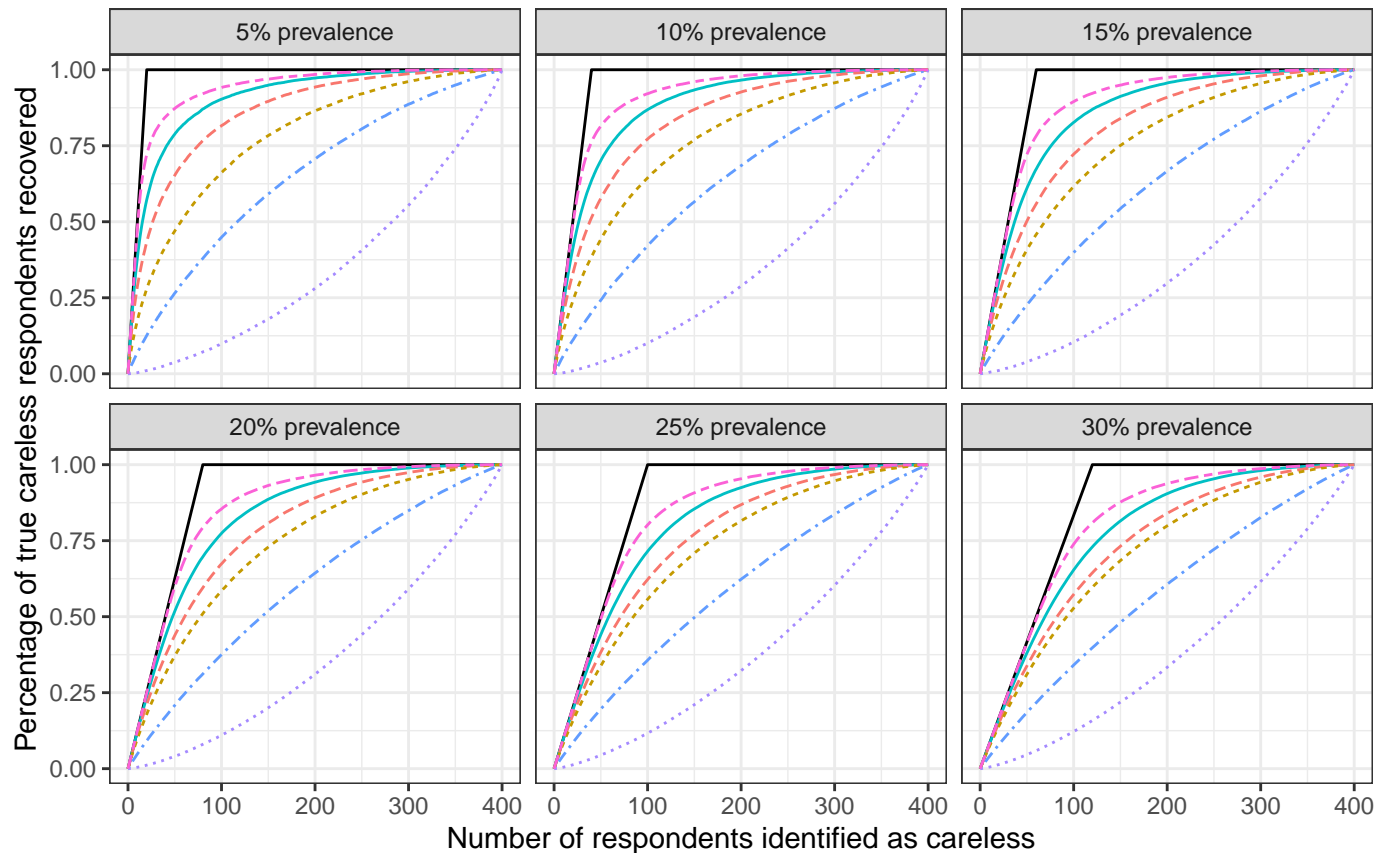 5% prevalence
10% prevalence
15% prevalence
1.00
0.75
0.50
0.25
0.00
20% prevalence
25% prevalence
30% prevalence
1.00
0.75
0.50
0.25
0.00
0 100 200 300 400
0 100 200 300 400
0 100 200 300 400
Percentage of true careless respondents recovered
Number of respondents identified as careless